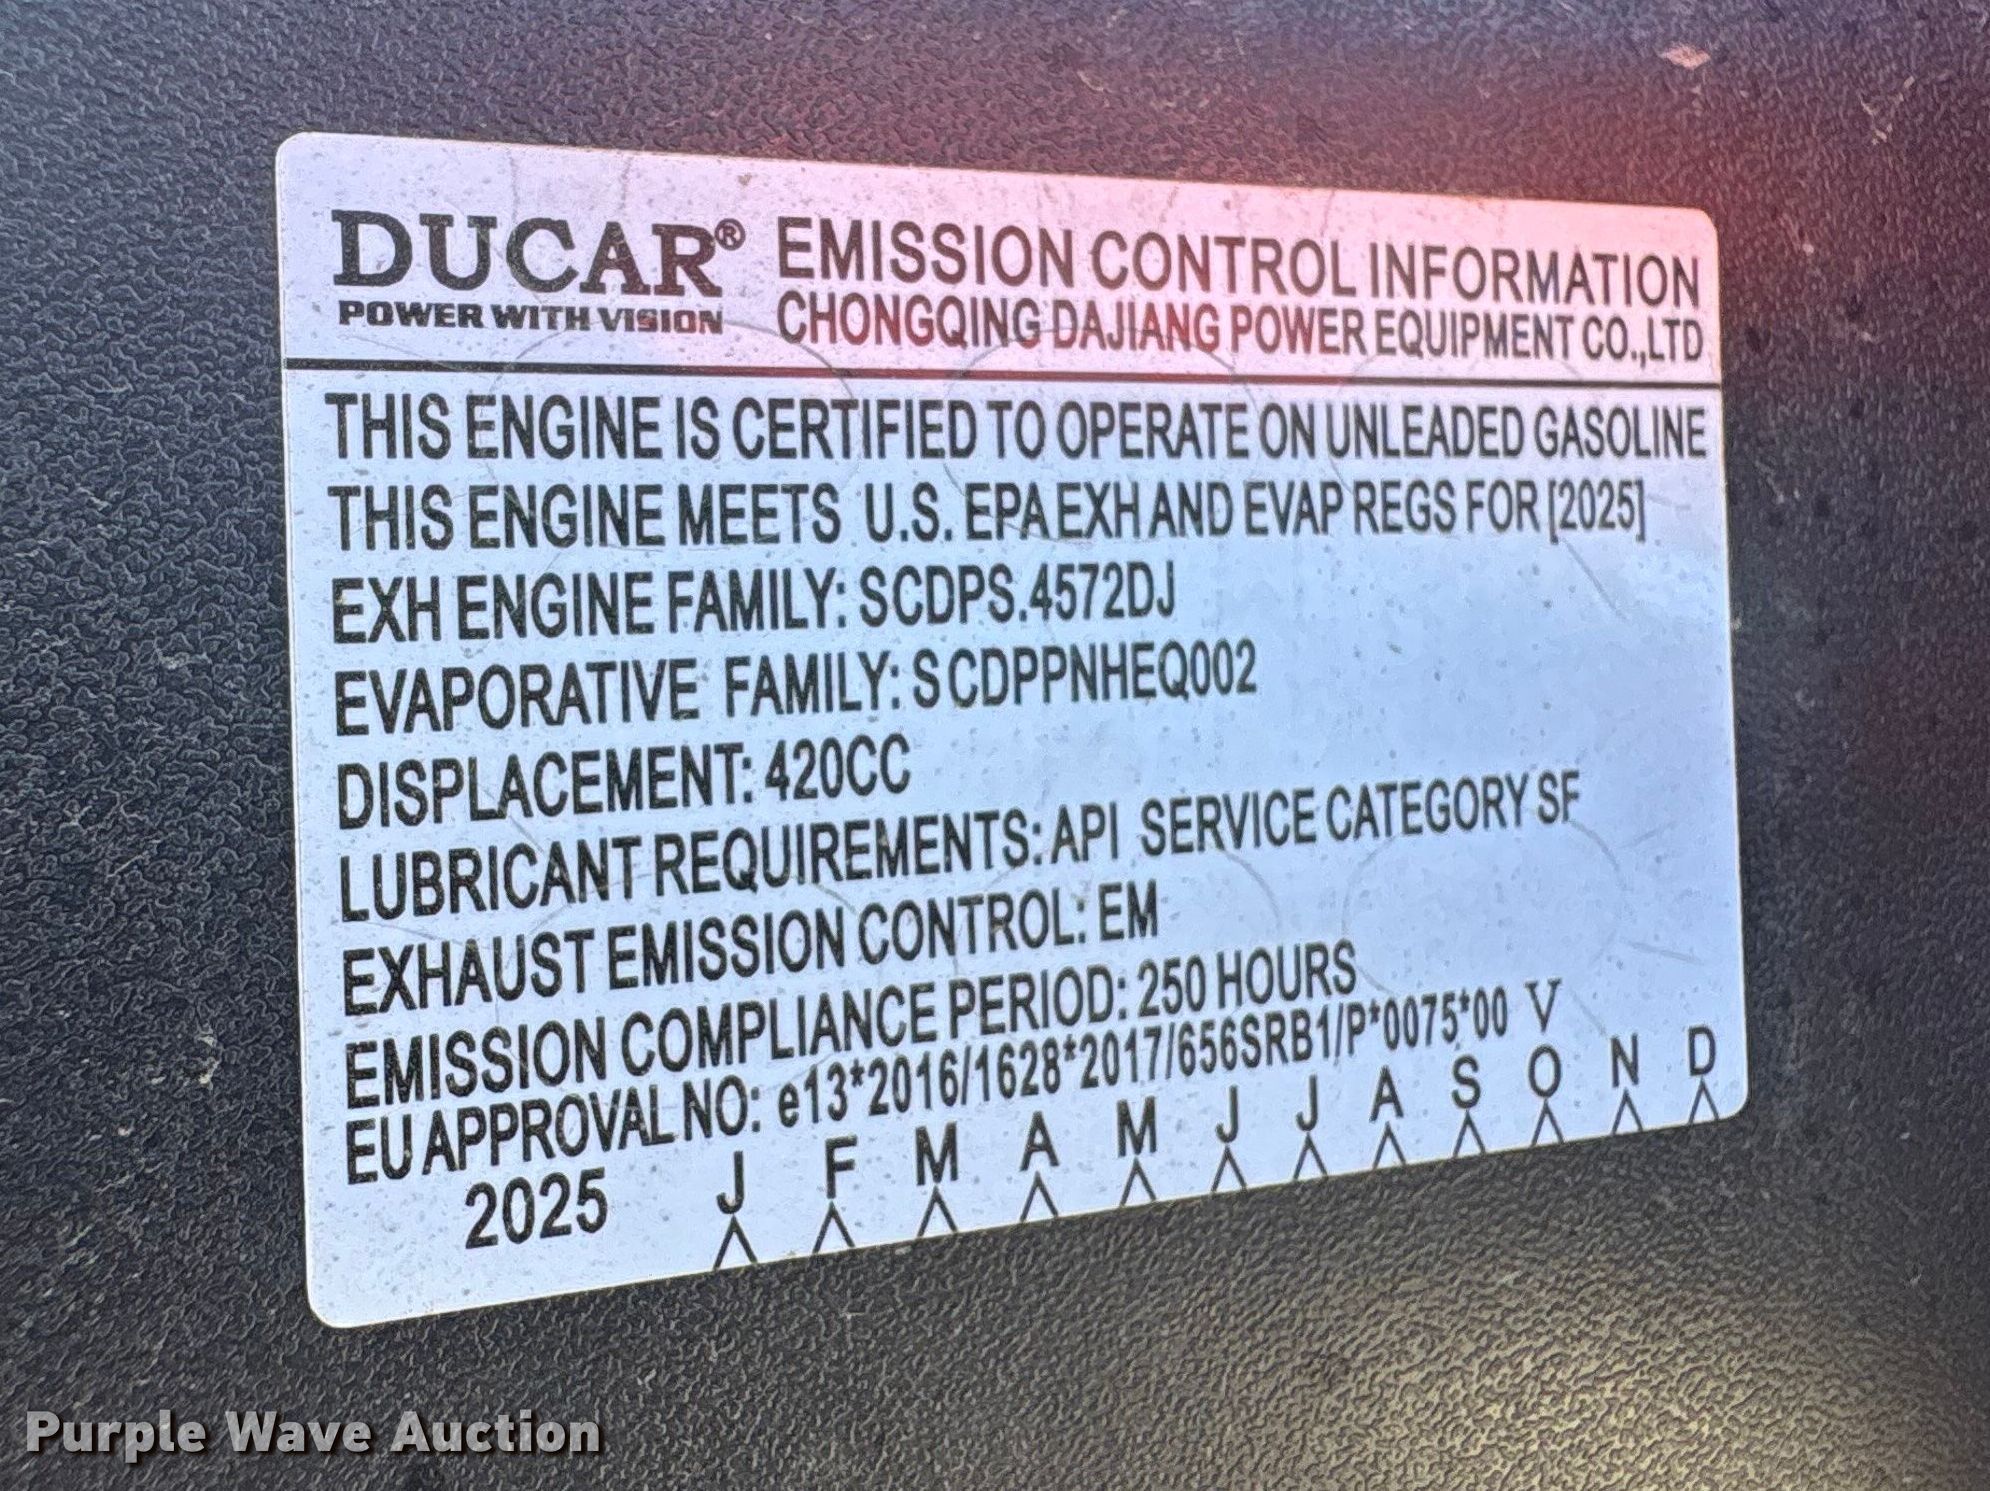 DUCAR® EMISSION CONTROL INFORMATION
POWER WITH VISION CHONGQING DAJIANG POWER EQUIPMENT CO.,LTD
THIS ENGINE IS CERTIFIED TO OPERATE ON UNLEADED GASOLINE
THIS ENGINE MEETS U.S. EPA EXH AND EVAP REGS FOR [2025]
EXH ENGINE FAMILY: SCDPS.4572DJ
EVAPORATIVE FAMILY: SCDPPNHEQ002
DISPLACEMENT: 420CC
LUBRICANT REQUIREMENTS: API SERVICE CATEGORY SF
EXHAUST EMISSION CONTROL: EM
EMISSION COMPLIANCE PERIOD: 250 HOURS
EU APPROVAL NO: e13*2016/1628*2017/656SRB1/P*0075*00 V
2025 J F M A M J J A S O N D
Purple Wave Auction